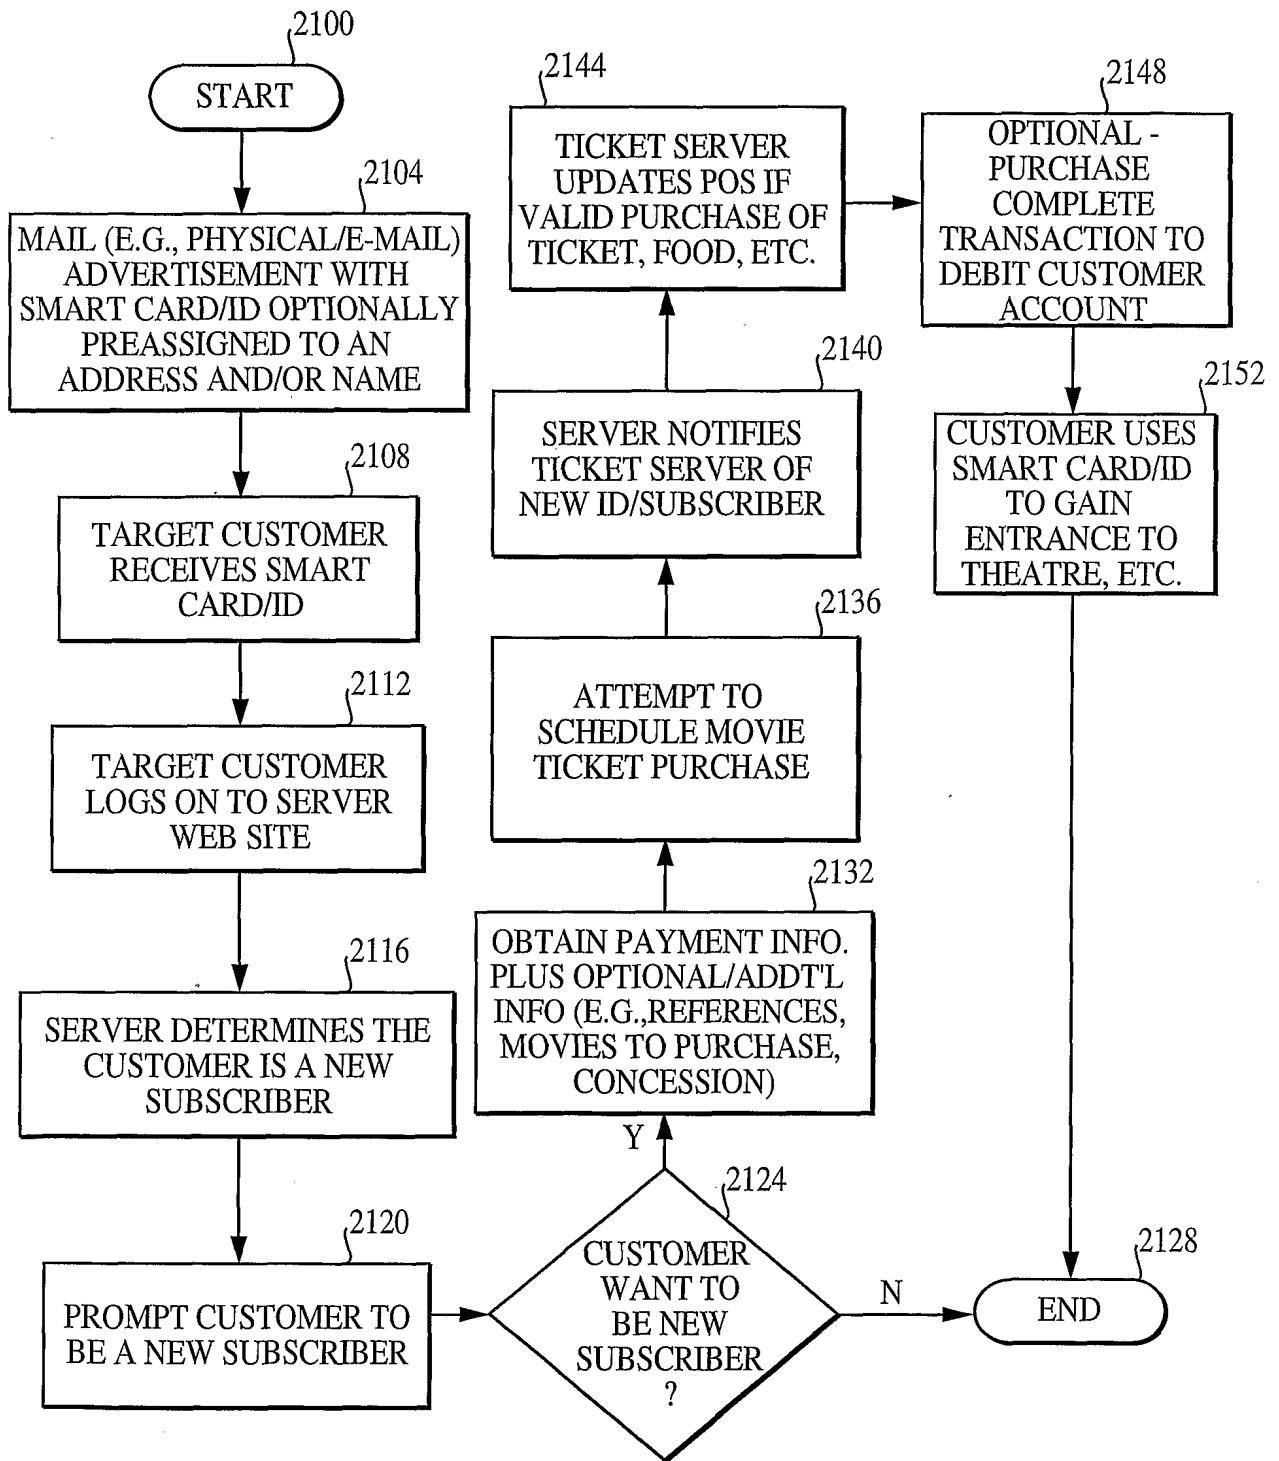 2100
START
2104
MAIL (E.G., PHYSICAL/E-MAIL)
ADVERTISEMENT WITH
SMART CARD/ID OPTIONALLY
PREASSIGNED TO AN
ADDRESS AND/OR NAME
2108
TARGET CUSTOMER
RECEIVES SMART
CARD/ID
2112
TARGET CUSTOMER
LOGS ON TO SERVER
WEB SITE
2116
SERVER DETERMINES THE
CUSTOMER IS A NEW
SUBSCRIBER
2120
PROMPT CUSTOMER TO
BE A NEW SUBSCRIBER
2124
CUSTOMER
WANT TO
BE NEW
SUBSCRIBER
?
Y
N
2128
END
2132
OBTAIN PAYMENT INFO.
PLUS OPTIONAL/ADDT'L
INFO (E.G.,REFERENCES,
MOVIES TO PURCHASE,
CONCESSION)
2136
ATTEMPT TO
SCHEDULE MOVIE
TICKET PURCHASE
2140
SERVER NOTIFIES
TICKET SERVER OF
NEW ID/SUBSCRIBER
2144
TICKET SERVER
UPDATES POS IF
VALID PURCHASE OF
TICKET, FOOD, ETC.
2148
OPTIONAL -
PURCHASE
COMPLETE
TRANSACTION TO
DEBIT CUSTOMER
ACCOUNT
2152
CUSTOMER USES
SMART CARD/ID
TO GAIN
ENTRANCE TO
THEATRE, ETC.